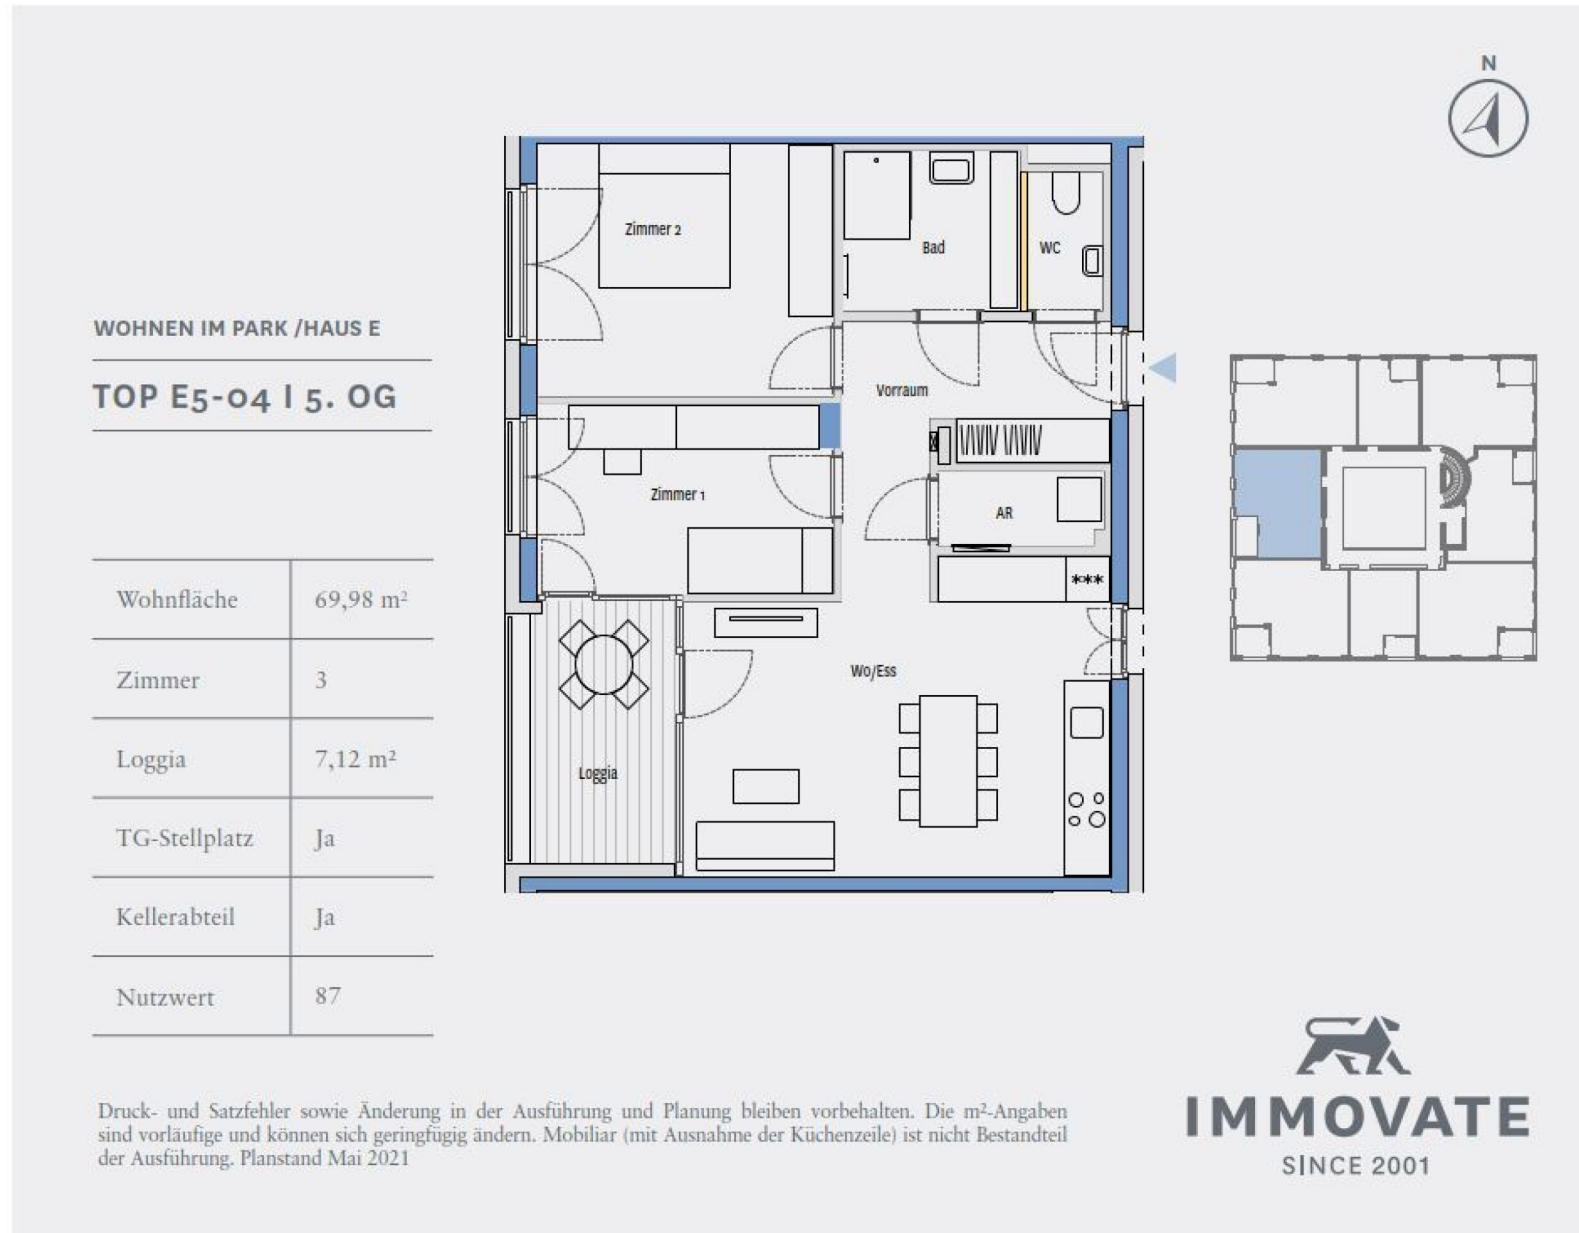 N
WOHNEN IM PARK /HAUS E
TOP E5-04 I 5. OG
Wohnfläche 69,98 m²
Zimmer 3
Loggia 7,12 m²
TG-Stellplatz Ja
Kellerabteil Ja
Nutzwert 87
Zimmer 2
Bad
WC
Vorraum
Zimmer 1
AR
***
Wo/Ess
Loggia
Druck- und Satzfehler sowie Änderung in der Ausführung und Planung bleiben vorbehalten. Die m²-Angaben
sind vorläufige und können sich geringfügig ändern. Mobiliar (mit Ausnahme der Küchenzeile) ist nicht Bestandteil
der Ausführung. Planstand Mai 2021
IMMOVATE
SINCE 2001